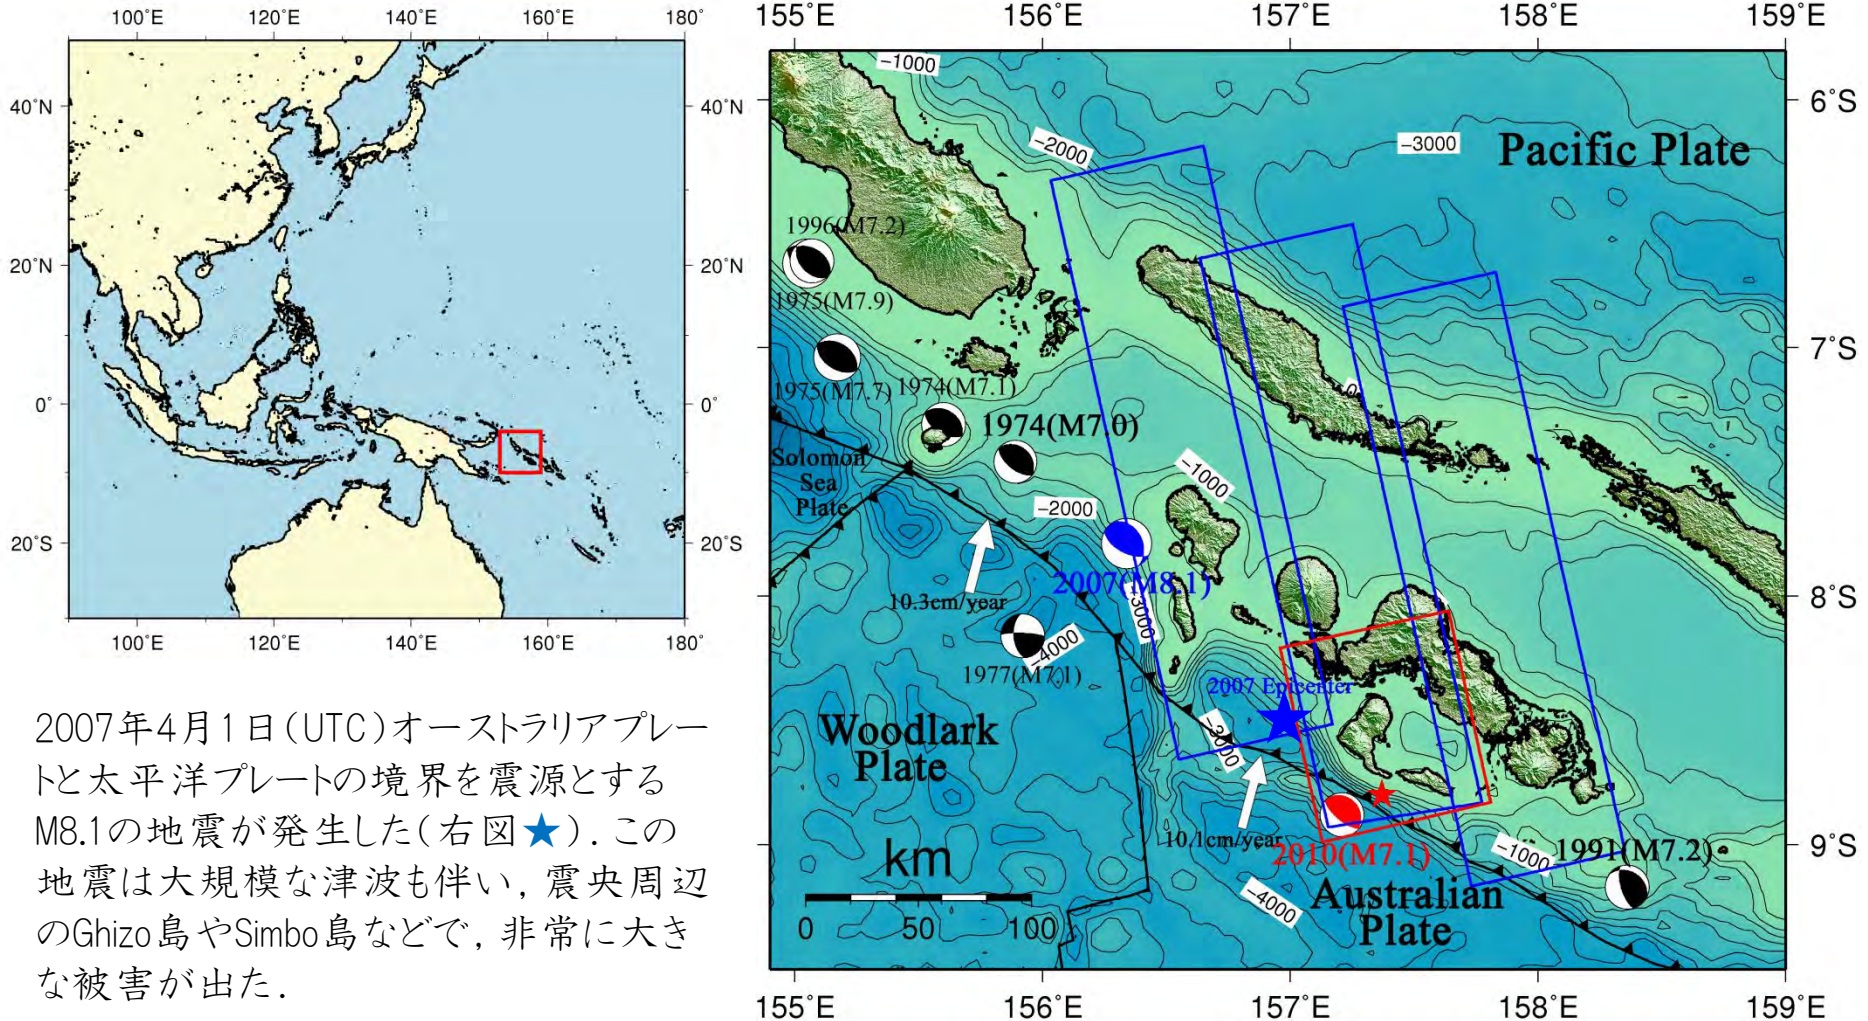 100°E 120°E 140°E 160°E 180°
40°N 40°N
20°N 20°N
0° 0°
20°S 20°S
100°E 120°E 140°E 160°E 180°
2007年4月1日(UTC)オーストラリアプレー
トと太平洋プレートの境界を震源とする
M8.1の地震が発生した(右図★).この
地震は大規模な津波も伴い,震央周辺
のGhizo島やSimbo島などで,非常に大き
な被害が出た.
155°E 156°E 157°E 158°E 159°E
6°S
7°S
8°S
9°S
−1000
−2000
−3000
Pacific Plate
1996(M7.2)
1975(M7.9)
1975(M7.7)
1974(M7.1)
0
1974(M7.0)
Solomon
Sea
Plate
−1000
−2000
2007(M8.1)
−3000
10.3cm/year
−4000
1977(M7.1)
2007 Epicenter
Woodlark
Plate
−3000
10.1cm/year
2010(M7.1)
−1000
1991(M7.2)
−4000
Australian
Plate
km
0 50 100
155°E 156°E 157°E 158°E 159°E